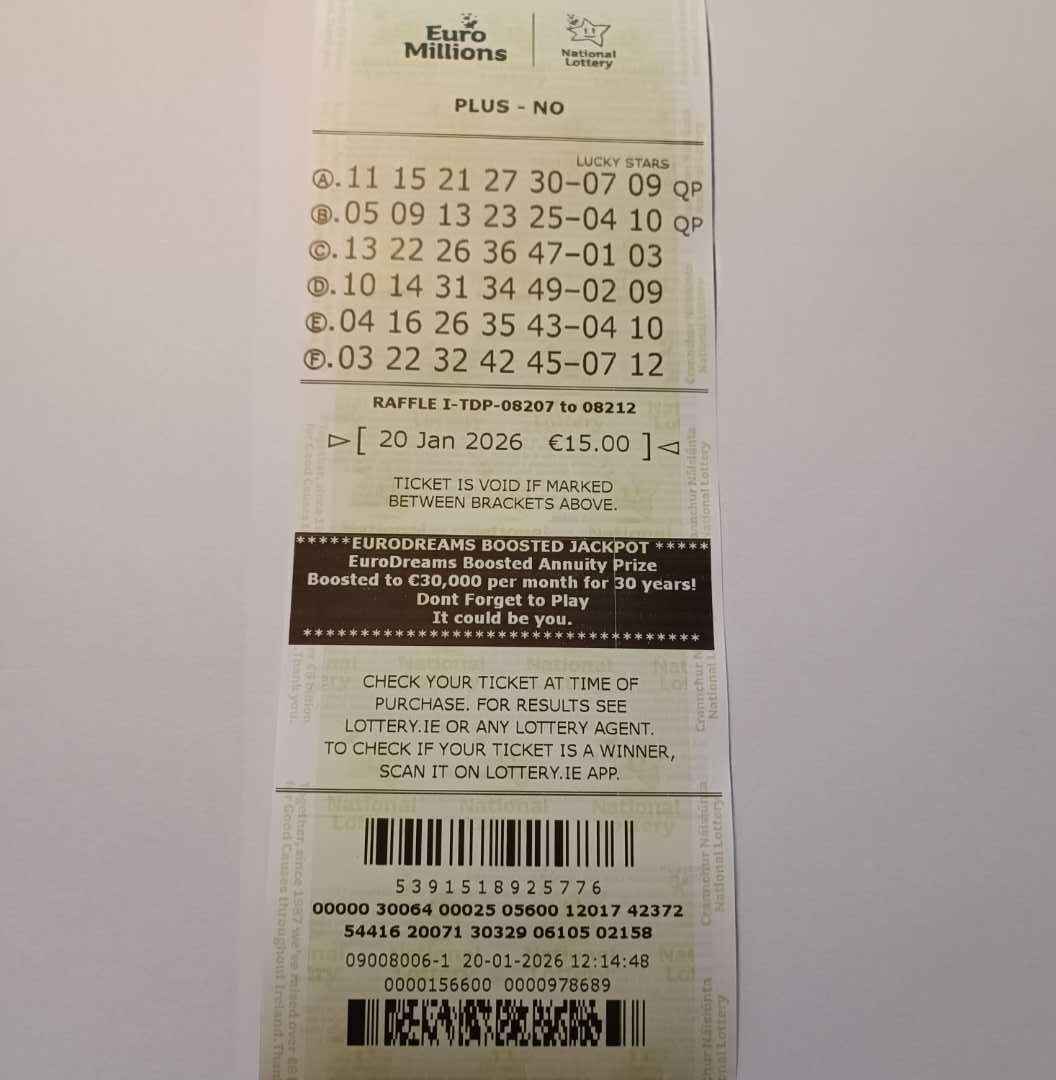 Euro
Millions
National
Lottery
PLUS - NO
LUCKY STARS
Ⓐ.11 15 21 27 30-07 09 QP
Ⓑ.05 09 13 23 25-04 10 QP
Ⓒ.13 22 26 36 47-01 03
Ⓓ.10 14 31 34 49-02 09
Ⓔ.04 16 26 35 43-04 10
Ⓕ.03 22 32 42 45-07 12
RAFFLE I-TDP-08207 to 08212
[ 20 Jan 2026 €15.00 ]
TICKET IS VOID IF MARKED
BETWEEN BRACKETS ABOVE.
*****EURODREAMS BOOSTED JACKPOT *****
EuroDreams Boosted Annuity Prize
Boosted to €30,000 per month for 30 years!
Dont Forget to Play
It could be you.
CHECK YOUR TICKET AT TIME OF
PURCHASE. FOR RESULTS SEE
LOTTERY.IE OR ANY LOTTERY AGENT.
TO CHECK IF YOUR TICKET IS A WINNER,
SCAN IT ON LOTTERY.IE APP.
National National National
5391518925776
00000 30064 00025 05600 12017 42372
54416 20071 30329 06105 02158
09008006-1 20-01-2026 12:14:48
0000156600 0000978689
Crannchur Náisiúnta
National Lottery